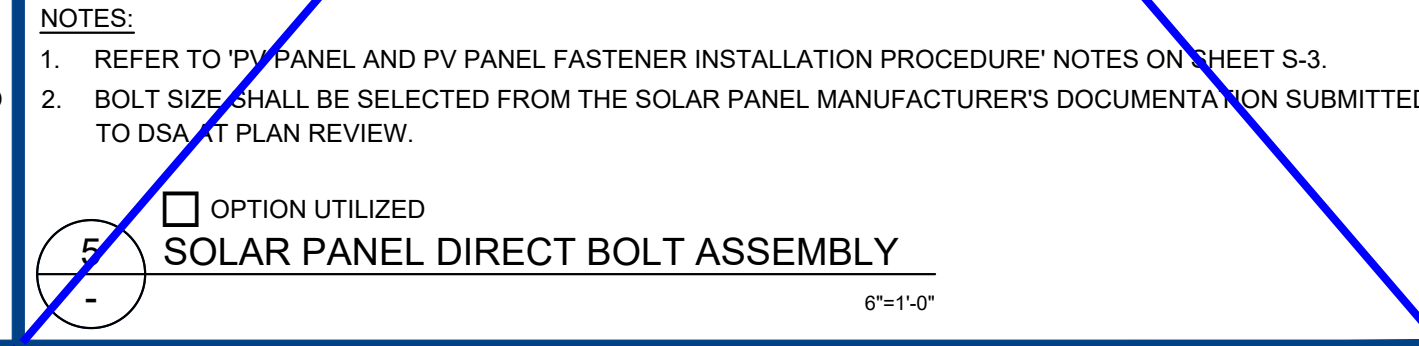 NOTES:
1. REFER TO 'PV PANEL AND PV PANEL FASTENER INSTALLATION PROCEDURE' NOTES ON SHEET S-3.
2. BOLT SIZE SHALL BE SELECTED FROM THE SOLAR PANEL MANUFACTURER'S DOCUMENTATION SUBMITTED
TO DSA AT PLAN REVIEW.
OPTION UTILIZED
5 SOLAR PANEL DIRECT BOLT ASSEMBLY
- 6"=1'-0"